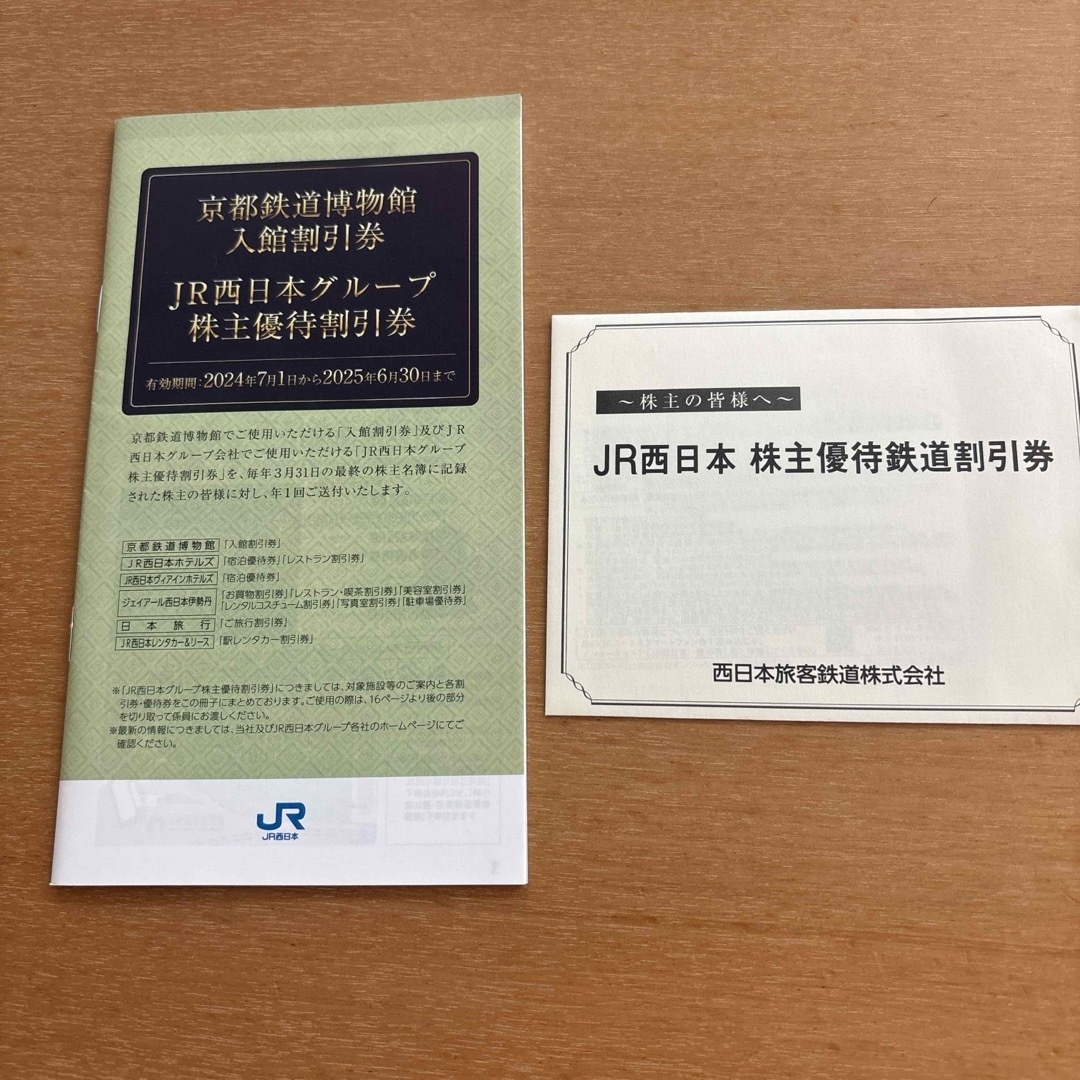 京都鉄道博物館
入館割引券
JR西日本グループ
株主優待割引券
有効期間:2024年7月1日から2025年6月30日まで
京都鉄道博物館でご使用いただける「入館割引券」及びJR
西日本グループ会社でご使用いただける「JR西日本グループ
株主優待割引券」を、毎年3月31日の最終の株主名簿に記録
された株主の皆様に対し、年1回ご送付いたします。
京都鉄道博物館 「入館割引券」
JR西日本ホテルズ 「宿泊優待券」「レストラン割引券」
JR西日本ヴィアインホテルズ 「宿泊優待券」
ジェイアール西日本伊勢丹 「お買物割引券」「レストラン・喫茶割引券」「美容室割引券」
「レンタルコスチューム割引券」「写真室割引券」「駐車場優待券」
日本旅行 「ご旅行割引券」
JR西日本レンタカー&リース 「駅レンタカー割引券」
※「JR西日本グループ株主優待割引券」につきましては、対象施設等のご案内と各割
引券・優待券をこの冊子にまとめております。ご使用の際は、16ページより後の部分
を切り取って係員にお渡しください。
※最新の情報につきましては、当社及びJR西日本グループ各社のホームページにてご
確認ください。
JR
JR西日本
～株主の皆様へ～
JR西日本 株主優待鉄道割引券
西日本旅客鉄道株式会社